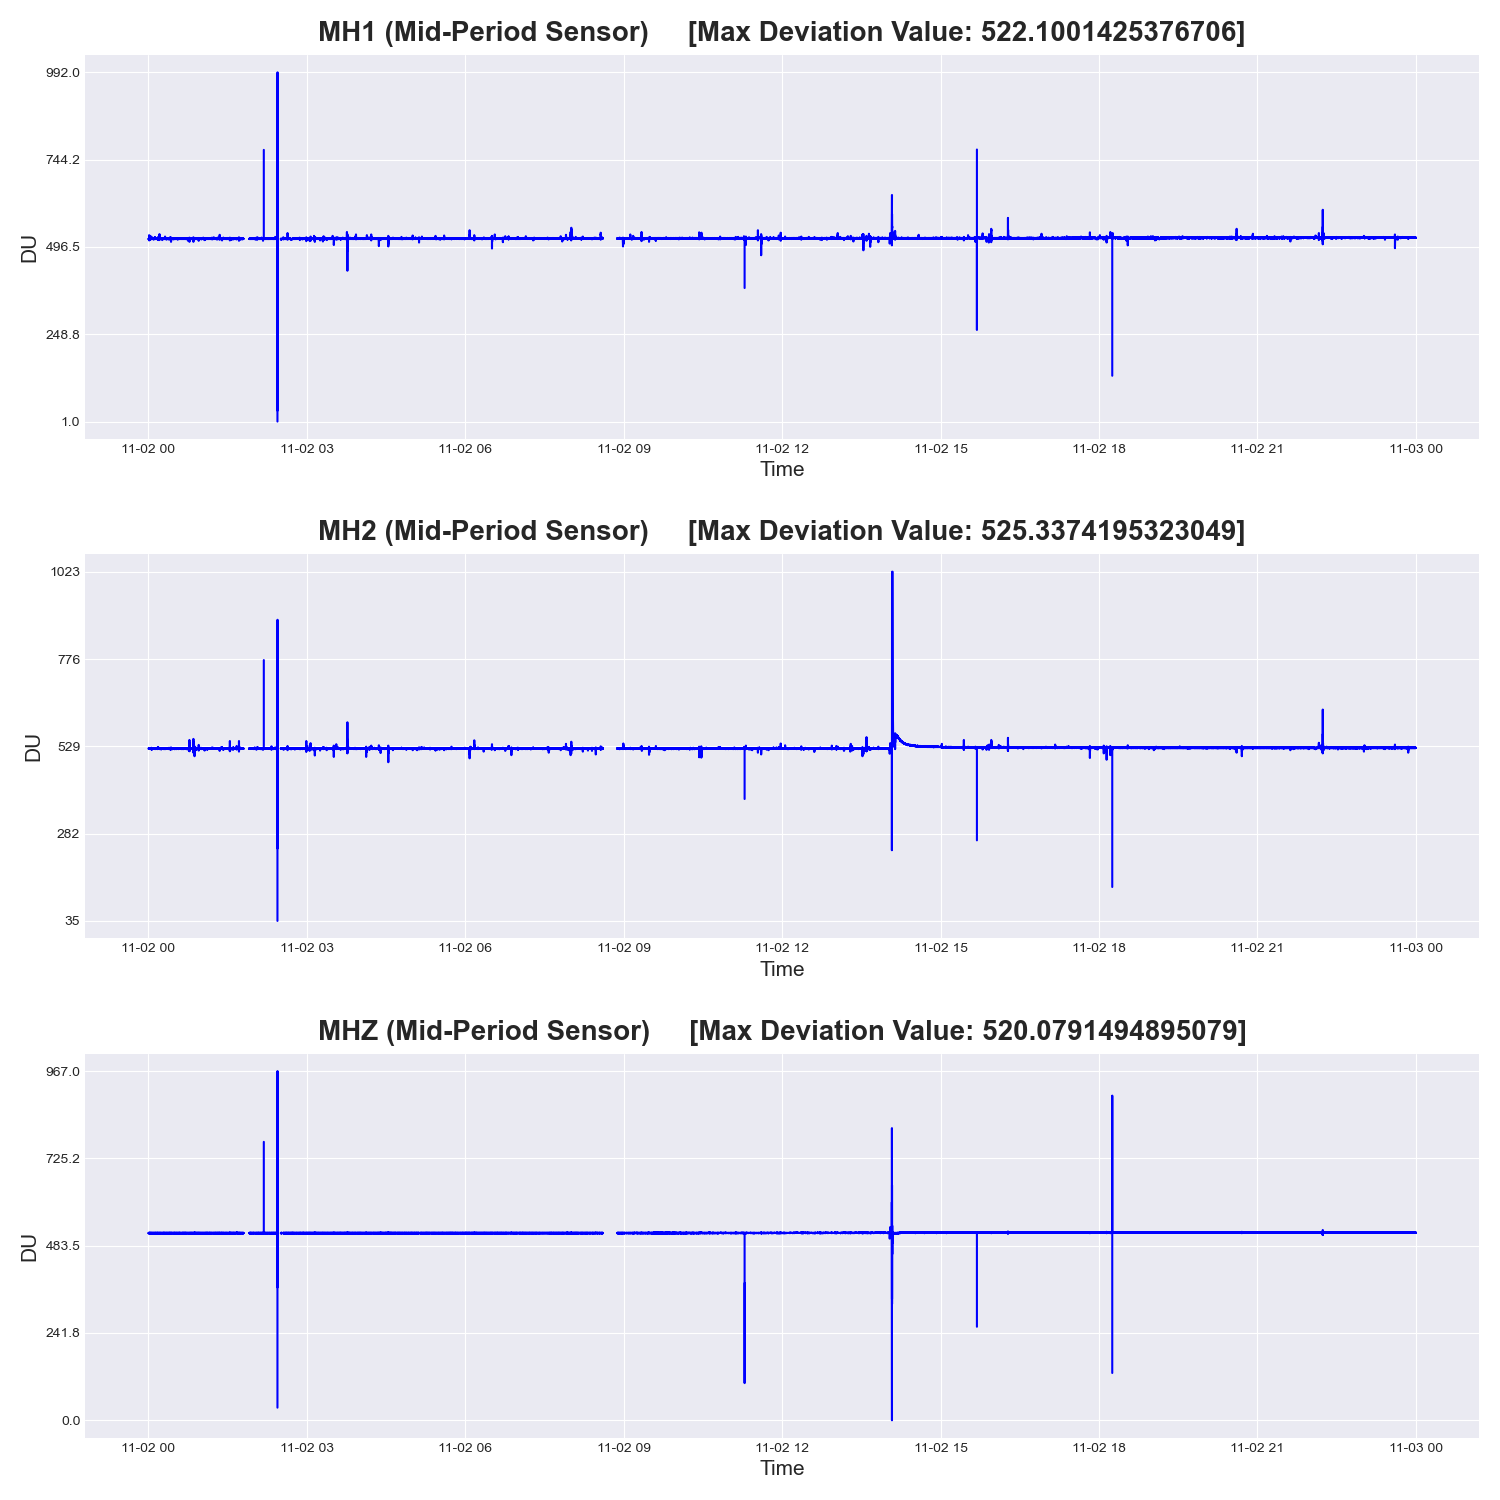 MH1 (Mid-Period Sensor) [Max Deviation Value: 522.1001425376706]
992.0
744.2
496.5
248.8
1.0
DU
11-02 00 11-02 03 11-02 06 11-02 09 11-02 12 11-02 15 11-02 18 11-02 21 11-03 00
Time
MH2 (Mid-Period Sensor) [Max Deviation Value: 525.3374195323049]
1023
776
529
282
35
DU
11-02 00 11-02 03 11-02 06 11-02 09 11-02 12 11-02 15 11-02 18 11-02 21 11-03 00
Time
MHZ (Mid-Period Sensor) [Max Deviation Value: 520.0791494895079]
967.0
725.2
483.5
241.8
0.0
DU
11-02 00 11-02 03 11-02 06 11-02 09 11-02 12 11-02 15 11-02 18 11-02 21 11-03 00
Time